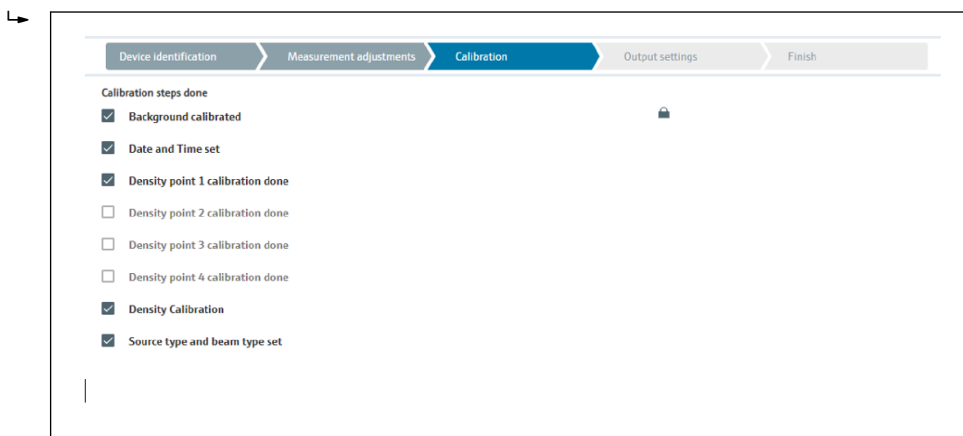 Device identification Measurement adjustments Calibration Output settings Finish
Calibration steps done
Background calibrated
Date and Time set
Density point 1 calibration done
Density point 2 calibration done
Density point 3 calibration done
Density point 4 calibration done
Density Calibration
Source type and beam type set